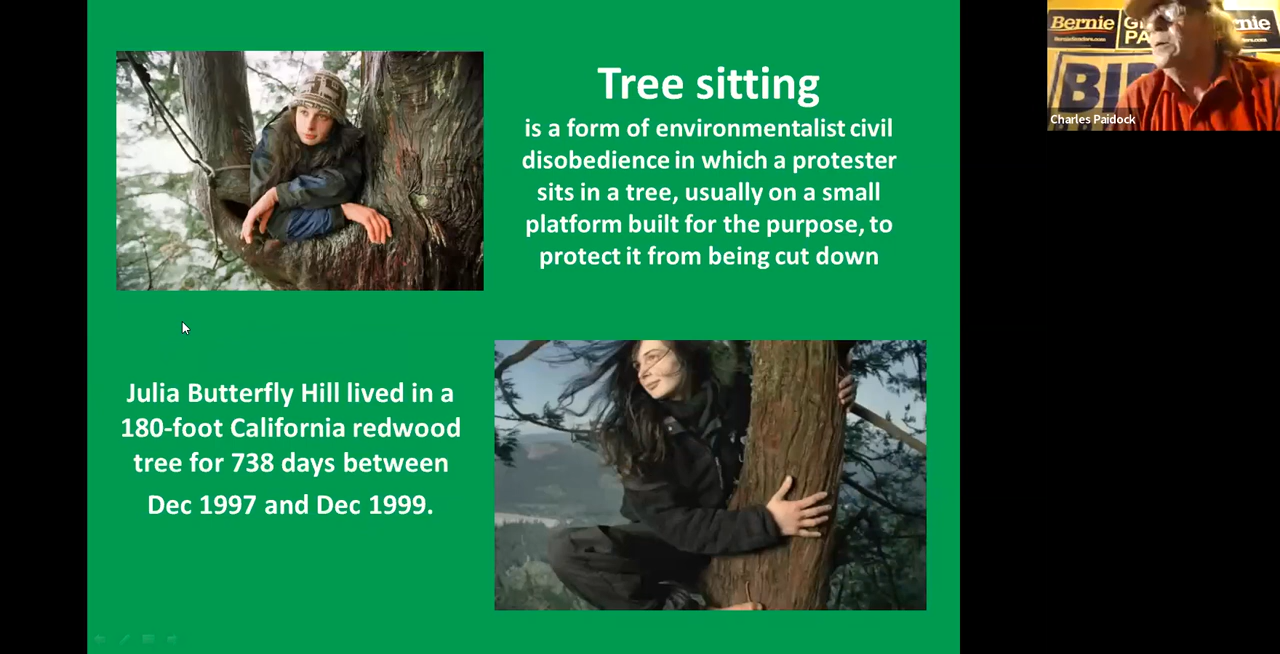 Tree sitting
is a form of environmentalist civil
disobedience in which a protester
sits in a tree, usually on a small
platform built for the purpose, to
protect it from being cut down
Julia Butterfly Hill lived in a
180-foot California redwood
tree for 738 days between
Dec 1997 and Dec 1999.
Bernie
Charles Paidock